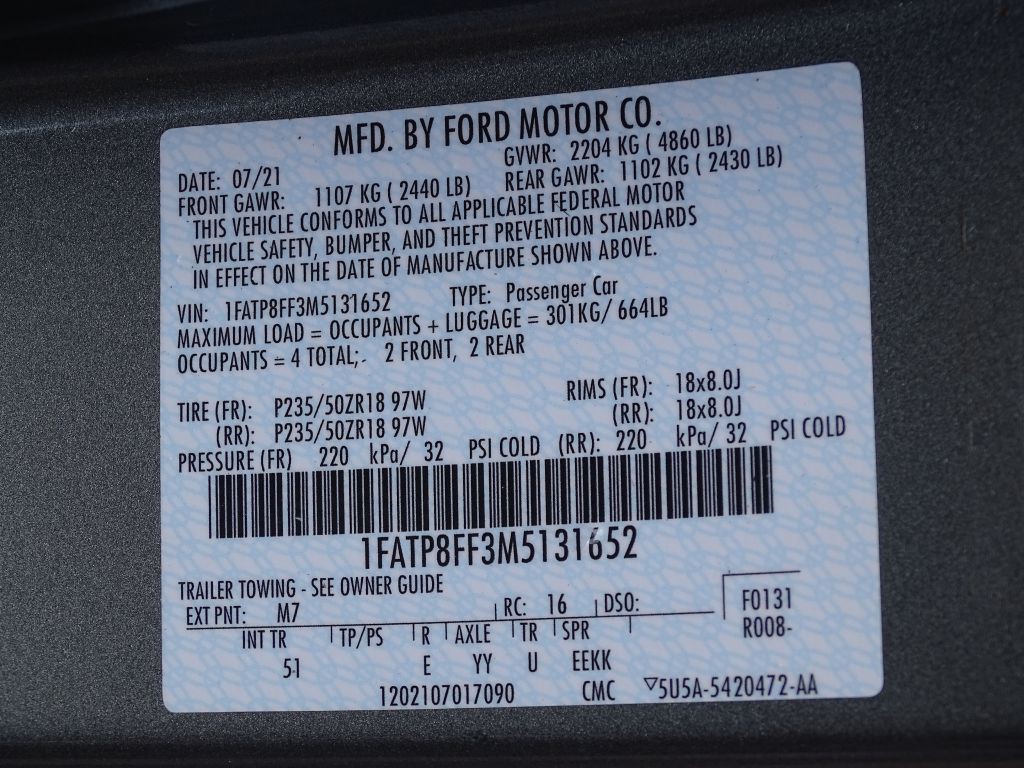 MFD. BY FORD MOTOR CO.
DATE: 07/21 GVWR: 2204 KG ( 4860 LB)
FRONT GAWR: 1107 KG ( 2440 LB) REAR GAWR: 1102 KG ( 2430 LB)
THIS VEHICLE CONFORMS TO ALL APPLICABLE FEDERAL MOTOR
VEHICLE SAFETY, BUMPER, AND THEFT PREVENTION STANDARDS
IN EFFECT ON THE DATE OF MANUFACTURE SHOWN ABOVE.
VIN: 1FATP8FF3M5131652 TYPE: Passenger Car
MAXIMUM LOAD = OCCUPANTS + LUGGAGE = 301KG/ 664LB
OCCUPANTS = 4 TOTAL;- 2 FRONT, 2 REAR
TIRE (FR): P235/50ZR18 97W RIMS (FR): 18x8.0J
(RR): P235/50ZR18 97W (RR): 18x8.0J
PRESSURE (FR) 220 kPa/ 32 PSI COLD (RR): 220 kPa/ 32 PSI COLD
1FATP8FF3M5131652
TRAILER TOWING - SEE OWNER GUIDE
EXT PNT: M7 RC: 16 DSO: F0131
INT TR TP/PS R AXLE TR SPR R008-
51 E YY U EEKK
1202107017090 CMC ▽5U5A-5420472-AA